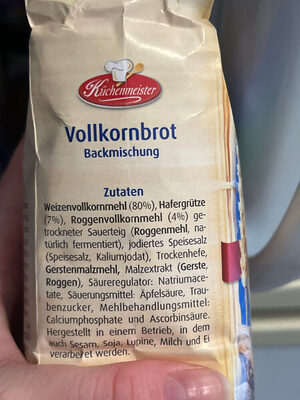 Küchenmeister
Vollkornbrot
Backmischung
Zutaten
Weizenvollkornmehl (80%), Hafergrütze
(7%), Roggenvollkornmehl (4%) ge-
trockneter Sauerteig (Roggenmehl, na-
türlich fermentiert), jodiertes Speisesalz
(Speisesalz, Kaliumjodat), Trockenhefe,
Gerstenmalzmehl, Malzextrakt (Gerste,
Roggen), Säureregulator: Natriumace-
tate, Säuerungsmittel: Äpfelsäure, Trau-
benzucker, Mehlbehandlungsmittel:
Calciumphosphate und Ascorbinsäure.
Hergestellt in einem Betrieb, in dem
auch Sesam, Soja, Lupine, Milch und Ei
verarbeitet werden.